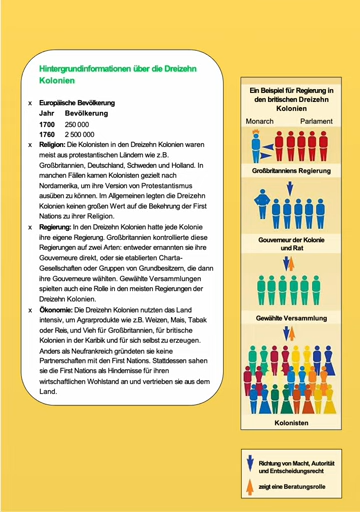 Hintergrundinformationen über die Dreizehn
Kolonien
x Europäische Bevölkerung
Jahr Bevölkerung
1700 250 000
1760 2 500 000
x Religion: Die Kolonisten in den Dreizehn Kolonien waren
meist aus protestantischen Ländern wie z.B.
Großbritannien, Deutschland, Schweden und Holland. In
manchen Fällen kamen Kolonisten gezielt nach
Nordamerika, um ihre Version von Protestantismus
ausüben zu können. Im Allgemeinen legten die Dreizehn
Kolonien keinen großen Wert auf die Bekehrung der First
Nations zu ihrer Religion.
x Regierung: In den Dreizehn Kolonien hatte jede Kolonie
ihre eigene Regierung. Großbritannien kontrollierte diese
Regierungen auf zwei Arten: entweder ernannten sie ihre
Gouverneure direkt, oder sie etablierten Charta-
Gesellschaften oder Gruppen von Grundbesitzern, die dann
ihre Gouverneure wählten. Gewählte Versammlungen
spielten auch eine Rolle in den meisten Regierungen der
Dreizehn Kolonien.
x Ökonomie: Die Dreizehn Kolonien nutzten das Land
intensiv, um Agrarprodukte wie z.B. Weizen, Mais, Tabak
oder Reis, und Vieh für Großbritannien, für britische
Kolonien in der Karibik und für sich selbst zu erzeugen.
Anders als Neufrankreich gründeten sie keine
Partnerschaften mit den First Nations. Stattdessen sahen
sie die First Nations als Hindernisse für ihren
wirtschaftlichen Wohlstand an und vertrieben sie aus dem
Land.
Ein Beispiel für Regierung in
den britischen Dreizehn
Kolonien
Monarch Parlament
Großbritanniens Regierung
Gouverneur der Kolonie
und Rat
Gewählte Versammlung
Kolonisten
Richtung von Macht, Autorität
und Entscheidungsrecht
zeigt eine Beratungsrolle